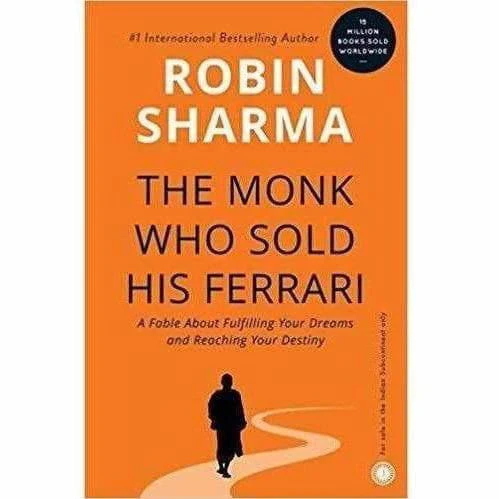 #1 International Bestselling Author
15
MILLION
BOOKS SOLD
WORLDWIDE
ROBIN
SHARMA
THE MONK
WHO SOLD
HIS FERRARI
A Fable About Fulfilling Your Dreams
and Reaching Your Destiny
For sale in the Indian Subcontinent only